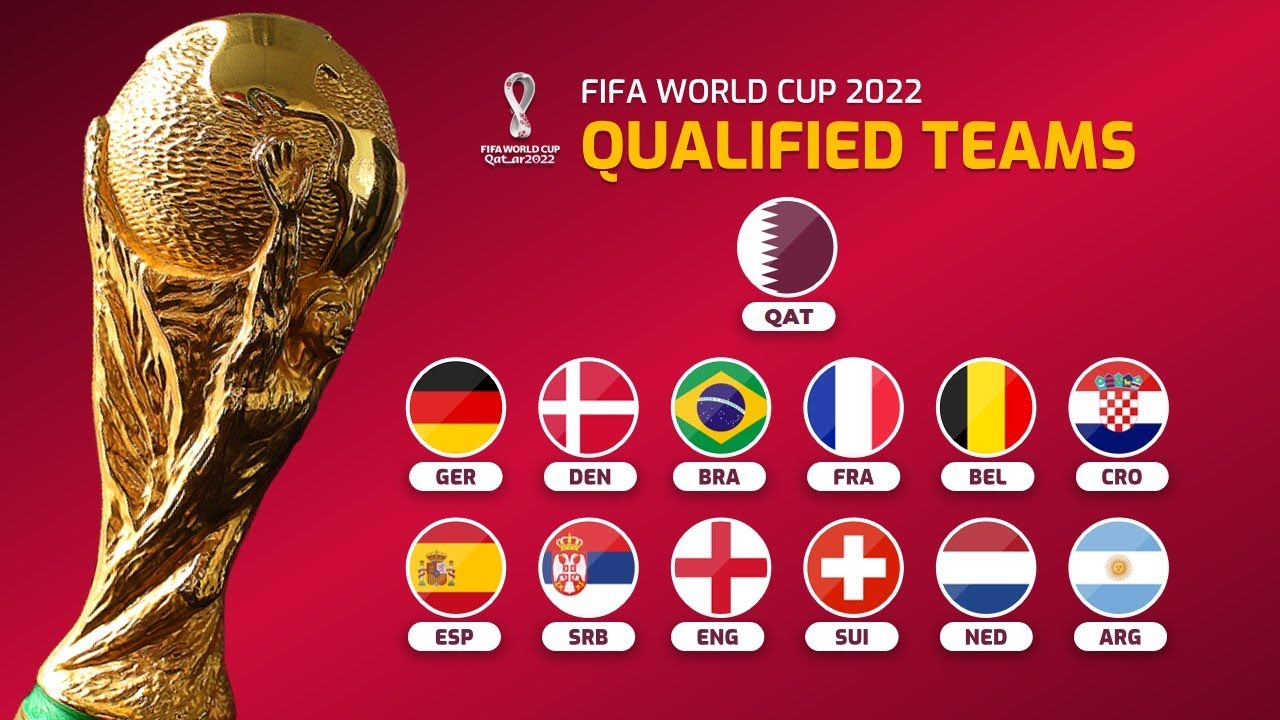 FIFA WORLD CUP 2022
QUALIFIED TEAMS
FIFA WORLD CUP
Qatar2022
QAT
GER DEN BRA FRA BEL CRO
ESP SRB ENG SUI NED ARG